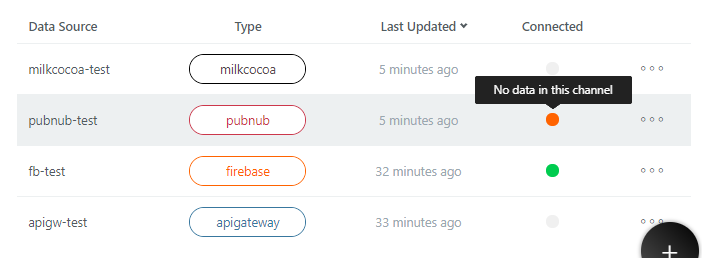 Data Source Type Last Updated Connected
milkcocoa-test milkcocoa 5 minutes ago
No data in this channel
pubnub-test pubnub 5 minutes ago
fb-test firebase 32 minutes ago
apigw-test apigateway 33 minutes ago
+